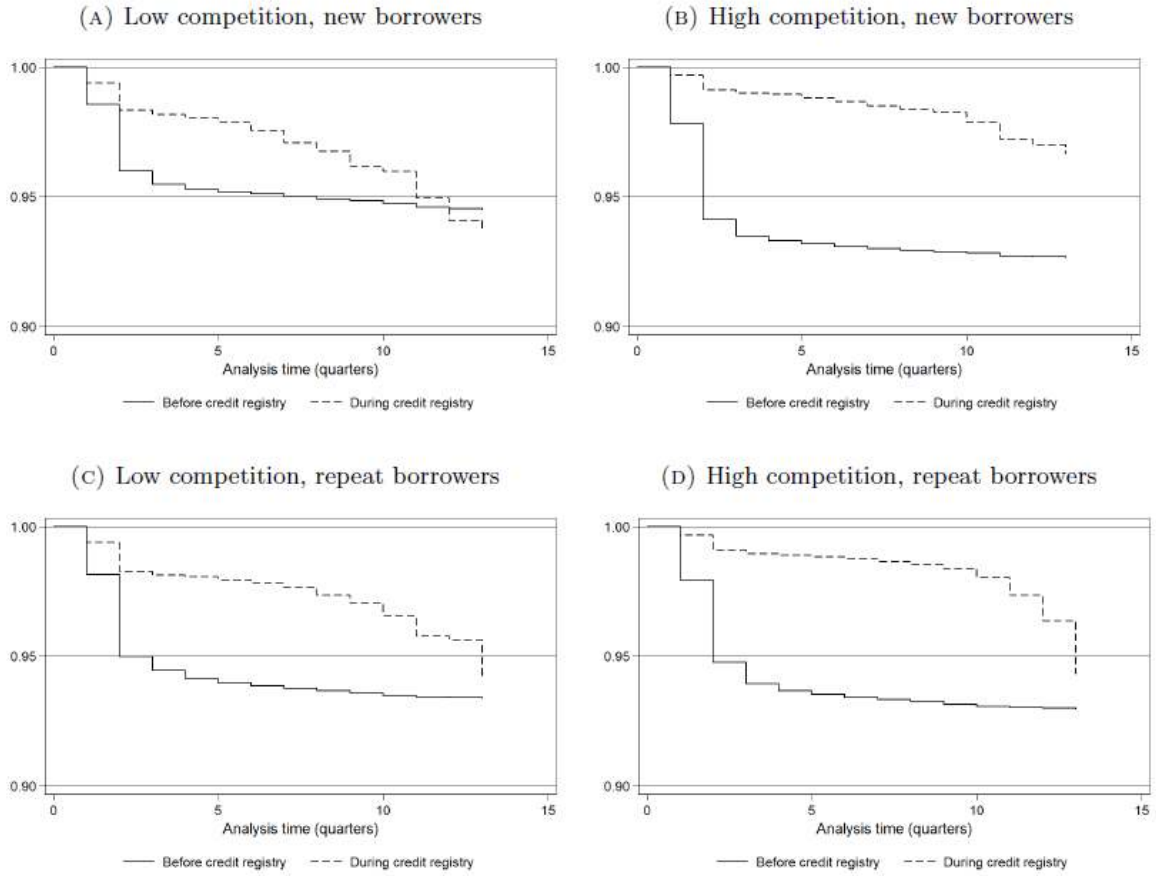 (A) Low competition, new borrowers
1.00
0.95
0.90
0 5 10 15
Analysis time (quarters)
Before credit registry During credit registry
(B) High competition, new borrowers
1.00
0.95
0.90
0 5 10 15
Analysis time (quarters)
Before credit registry During credit registry
(C) Low competition, repeat borrowers
1.00
0.95
0.90
0 5 10 15
Analysis time (quarters)
Before credit registry During credit registry
(D) High competition, repeat borrowers
1.00
0.95
0.90
0 5 10 15
Analysis time (quarters)
Before credit registry During credit registry